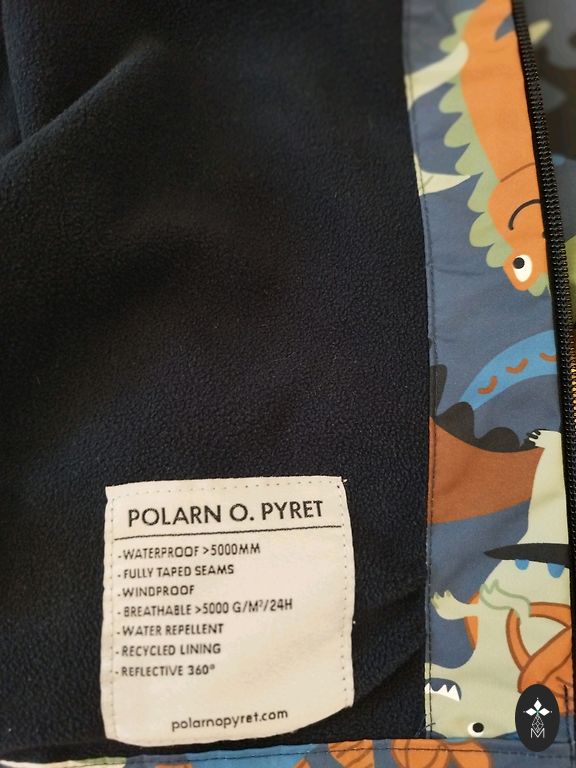 POLARN O. PYRET
-WATERPROOF >5000MM
-FULLY TAPED SEAMS
-WINDPROOF
-BREATHABLE >5000 G/M²/24H
-WATER REPELLENT
-RECYCLED LINING
-REFLECTIVE 360°
polarnopyret.com
M